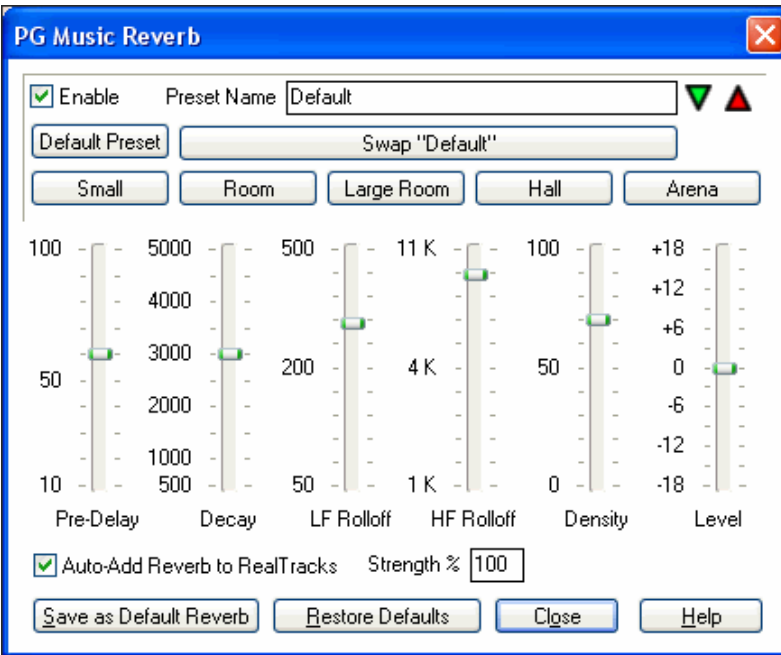 PG Music Reverb
Enable Preset Name Default
Default Preset Swap "Default"
Small Room Large Room Hall Arena
100 5000 500 11 K 100 +18
4000 +12
+6
50 3000 200 4 K 50 0
2000 -6
1000 -12
10 500 50 1 K 0 -18
Pre-Delay Decay LF Rolloff HF Rolloff Density Level
Auto-Add Reverb to RealTracks Strength % 100
Save as Default Reverb Restore Defaults Close Help